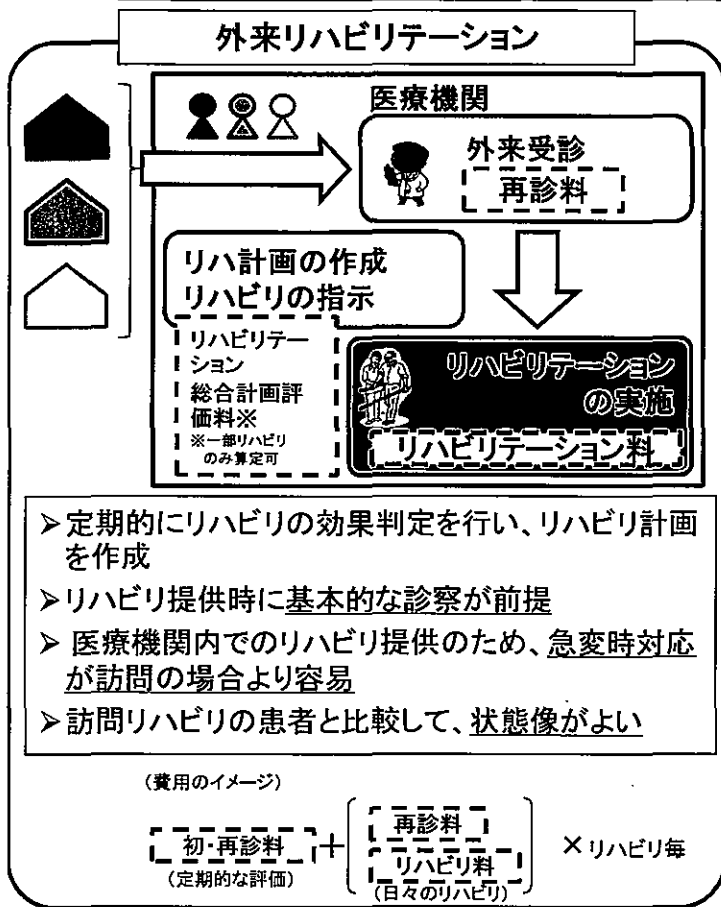 外来リハビリテーション
医療機関
外来受診
再診料
リハ計画の作成
リハビリの指示
リハビリテー
ション
総合計画評
価料※
※一部リハビリ
のみ算定可
リハビリテーション
の実施
リハビリテーション料
➢定期的にリハビリの効果判定を行い、リハビリ計画
を作成
➢リハビリ提供時に基本的な診察が前提
➢ 医療機関内でのリハビリ提供のため、急変時対応
が訪問の場合より容易
➢訪問リハビリの患者と比較して、状態像がよい
(費用のイメージ)
初・再診料
(定期的な評価)
+
再診料
リハビリ料
(日々のリハビリ)
×リハビリ毎